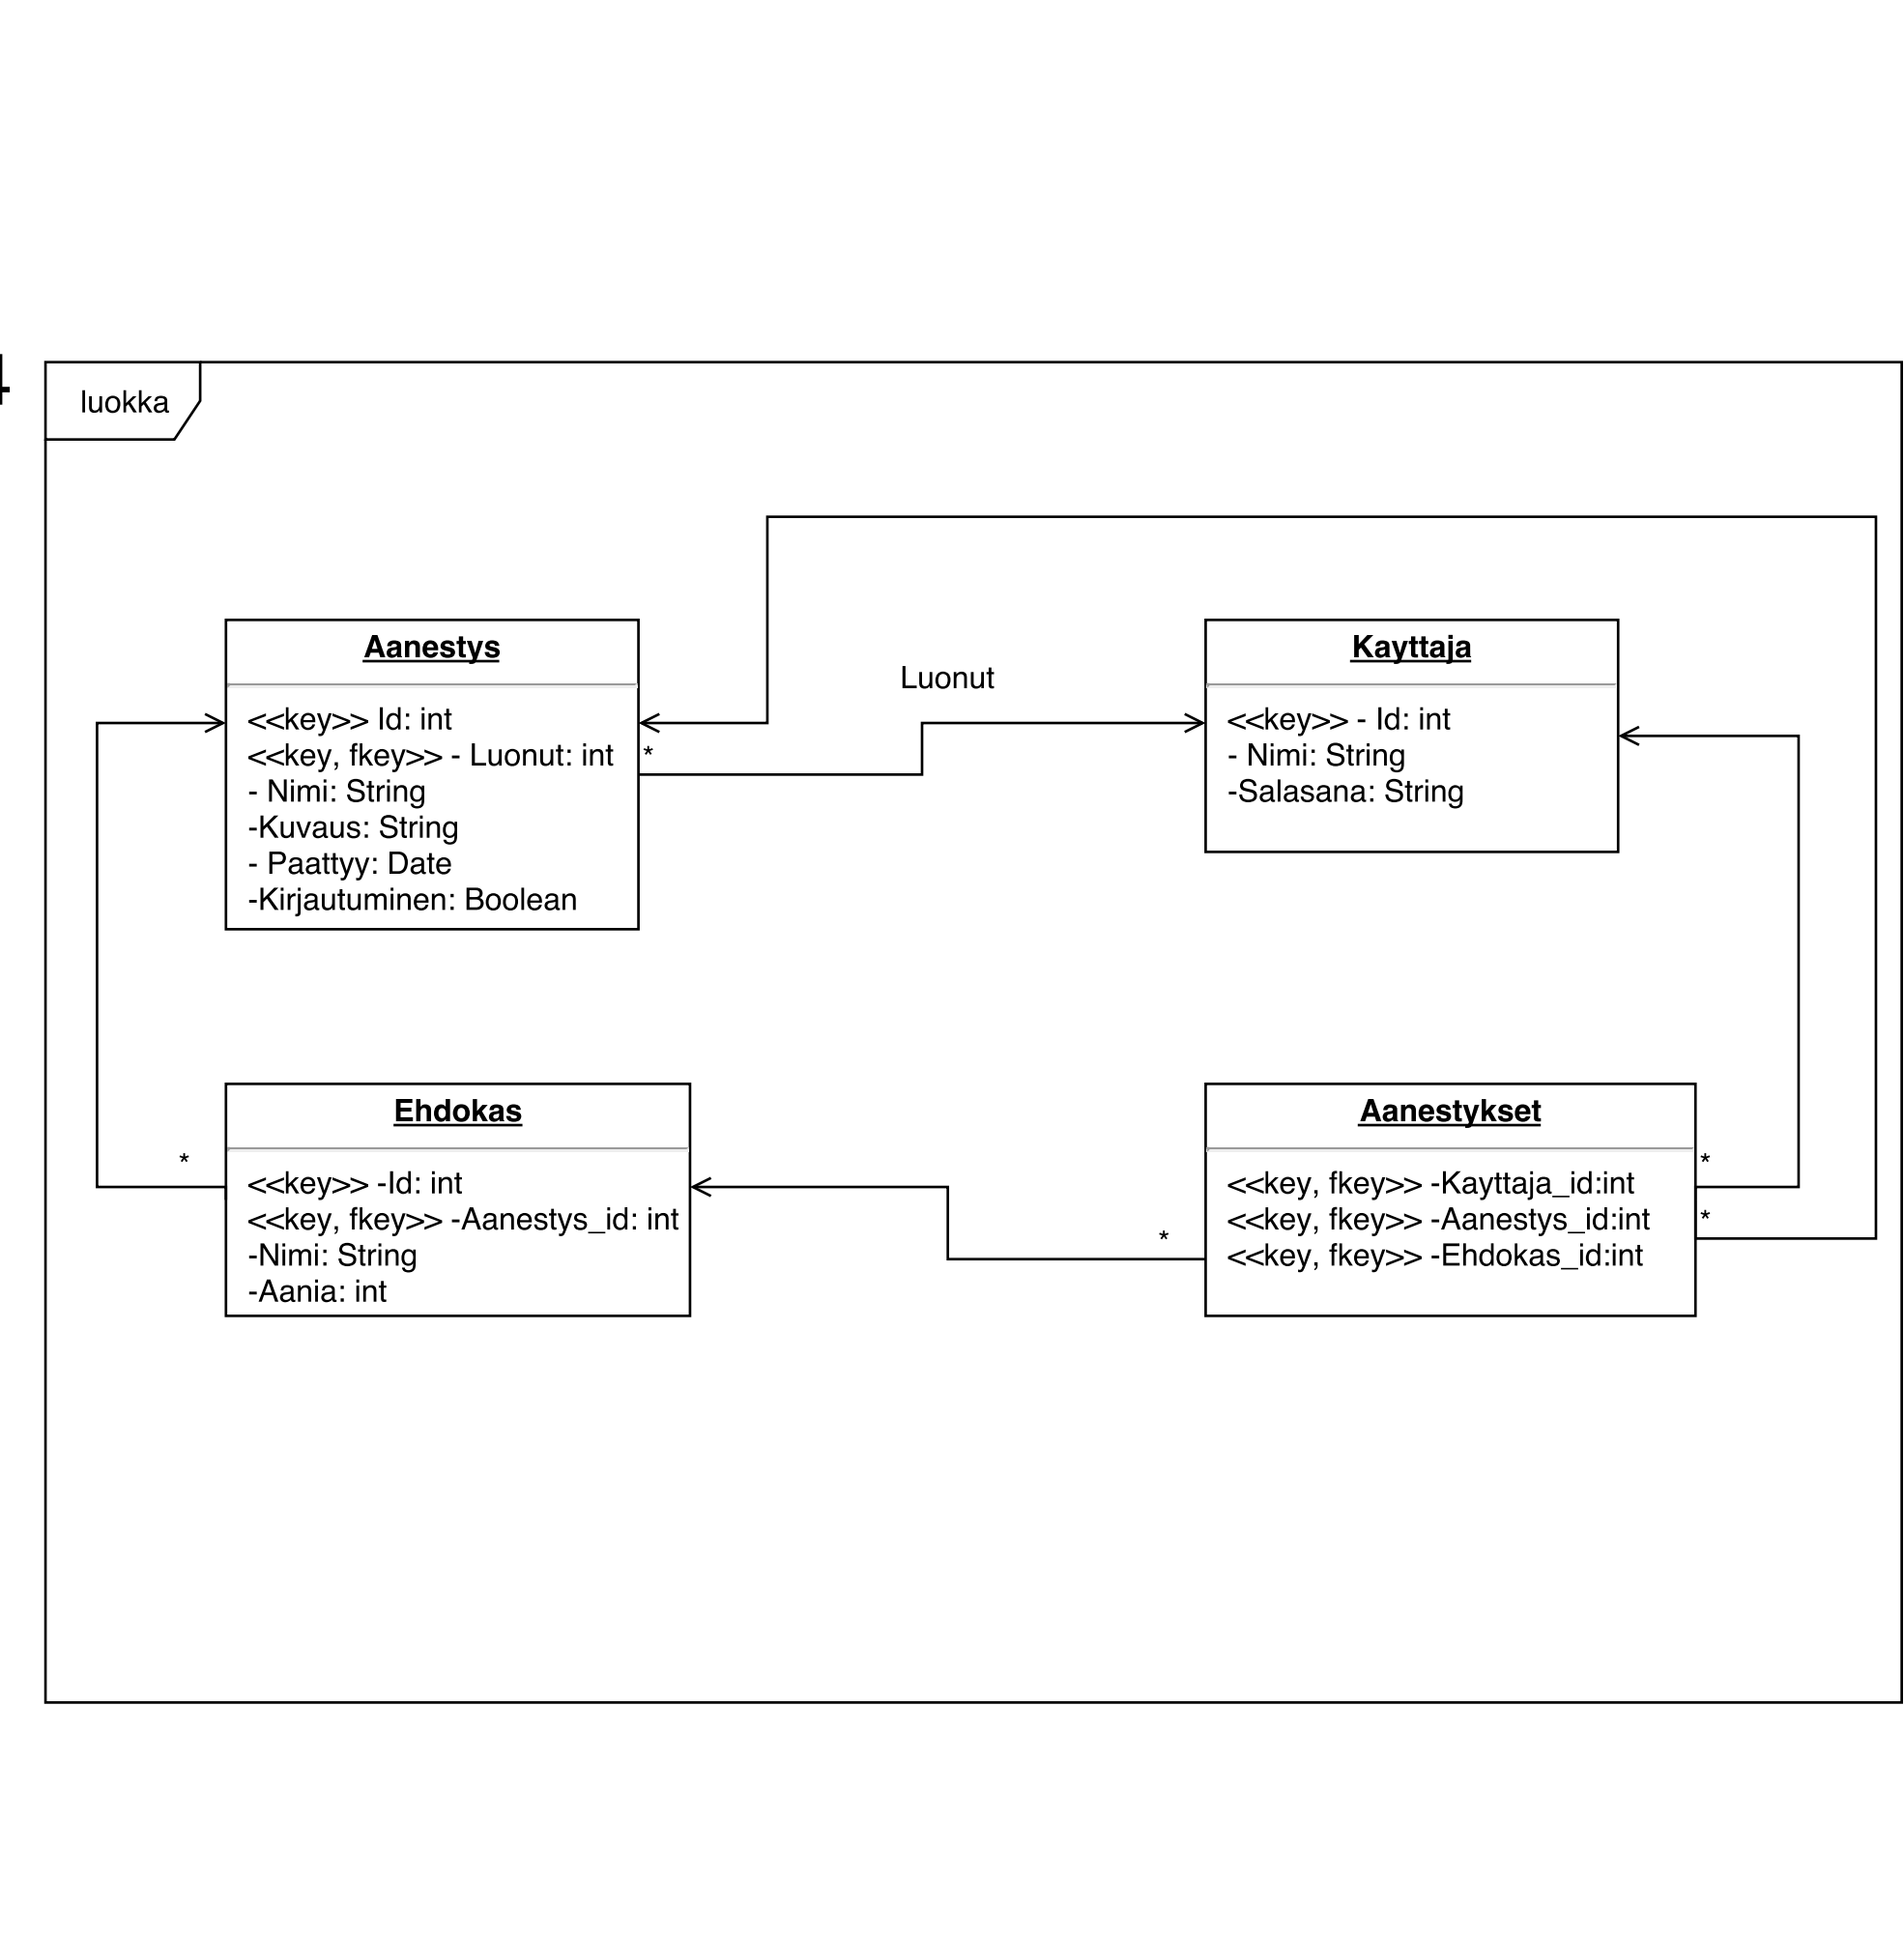 4
luokka
Aanestys
<<key>> Id: int
<<key, fkey>> - Luonut: int
- Nimi: String
-Kuvaus: String
- Paattyy: Date
-Kirjautuminen: Boolean
*
Luonut
Kayttaja
<<key>> - Id: int
- Nimi: String
-Salasana: String
Ehdokas
<<key>> -Id: int
<<key, fkey>> -Aanestys_id: int
-Nimi: String
-Aania: int
*
*
Aanestykset
<<key, fkey>> -Kayttaja_id:int
<<key, fkey>> -Aanestys_id:int
<<key, fkey>> -Ehdokas_id:int
*
*